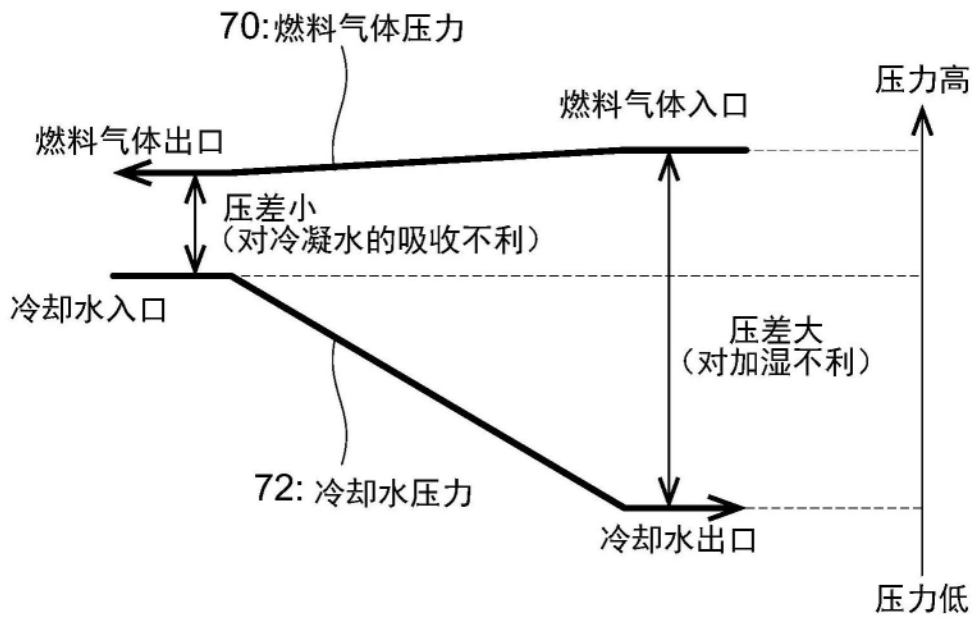 70:燃料气体压力
压力高
燃料气体入口
燃料气体出口
压差小
（对冷凝水的吸收不利）
冷却水入口
压差大
（对加湿不利）
72:冷却水压力
冷却水出口
压力低